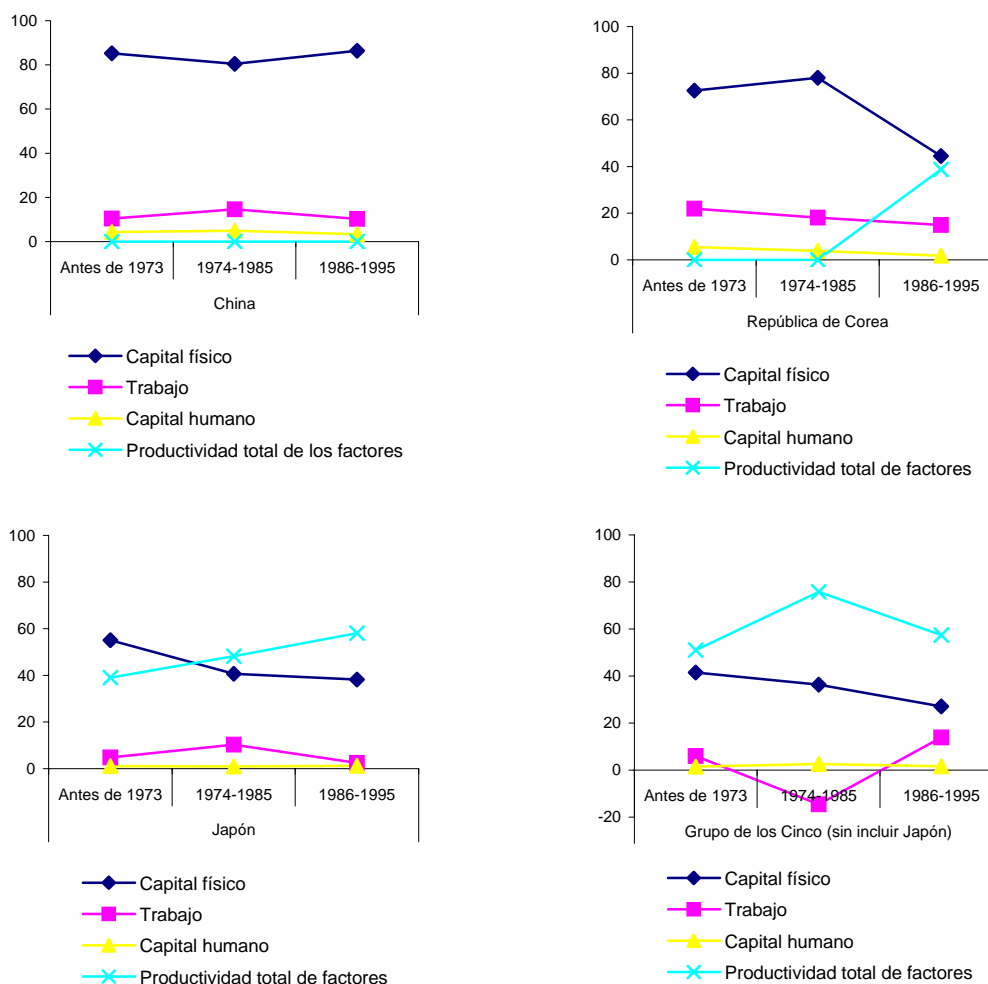 100
80
60
40
20
0
Antes de 1973 1974-1985 1986-1995
China
Capital físico
Trabajo
Capital humano
Productividad total de los factores
100
80
60
40
20
0
Antes de 1973 1974-1985 1986-1995
República de Corea
Capital físico
Trabajo
Capital humano
Productividad total de factores
100
80
60
40
20
0
Antes de 1973 1974-1985 1986-1995
Japón
Capital físico
Trabajo
Capital humano
Productividad total de factores
100
80
60
40
20
0
-20
Antes de 1973 1974-1985 1986-1995
Grupo de los Cinco (sin incluir Japón)
Capital físico
Trabajo
Capital humano
Productividad total de factores